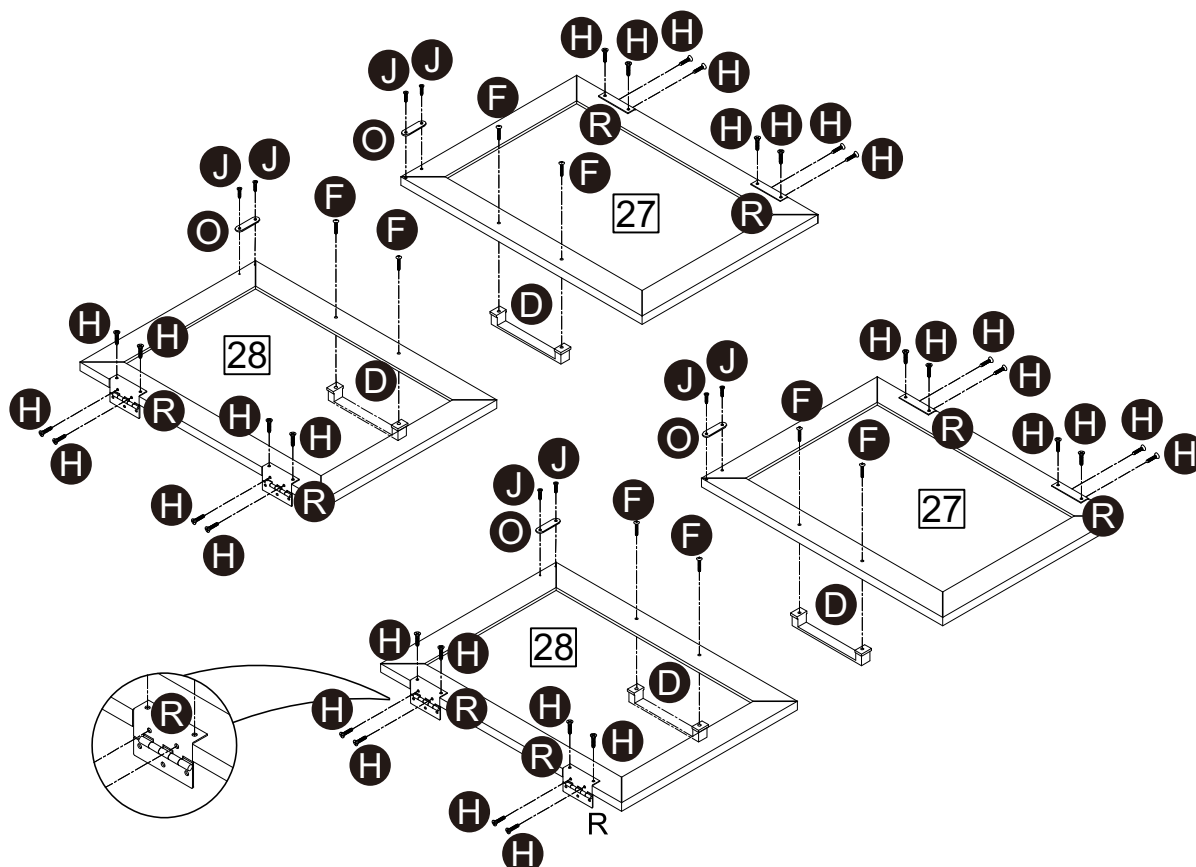 H H H
J J H
F
O R H H H
H
J J F
27
F R
O F
D
H H
28 H H H
D J J H
H R H F H H H
H H O R H
F
J J 27 R
R F
H O F
H D
H H 28
R D
H R H
H H
R
H
R
H